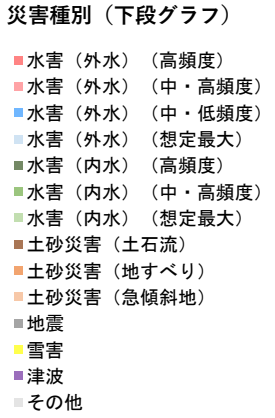 災害種別（下段グラフ）
水害（外水）（高頻度）
水害（外水）（中・高頻度）
水害（外水）（中・低頻度）
水害（外水）（想定最大）
水害（内水）（高頻度）
水害（内水）（中・高頻度）
水害（内水）（想定最大）
土砂災害（土石流）
土砂災害（地すべり）
土砂災害（急傾斜地）
地震
雪害
津波
その他